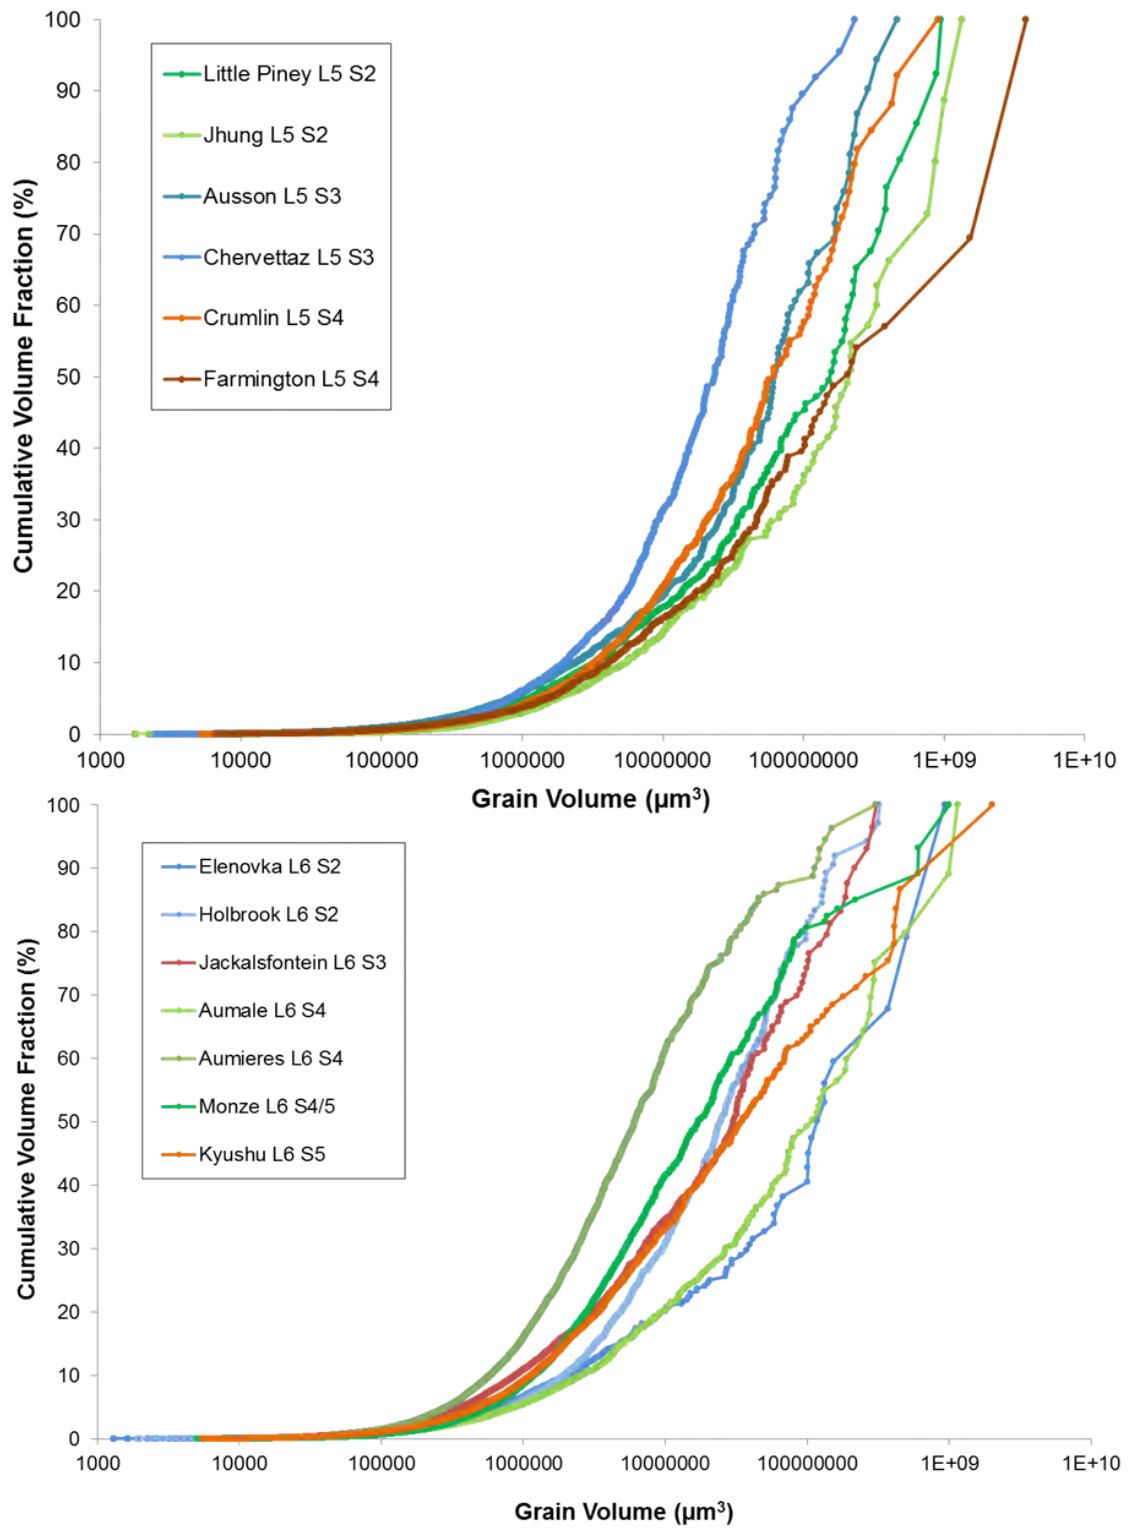 100
90
80
70
60
50
40
30
20
10
0
Cumulative Volume Fraction (%)
Little Piney L5 S2
Jhung L5 S2
Ausson L5 S3
Chervettaz L5 S3
Crumlin L5 S4
Farmington L5 S4
1000 10000 100000 1000000 10000000 100000000 1E+09 1E+10
Grain Volume (µm³)
100
90
80
70
60
50
40
30
20
10
0
Cumulative Volume Fraction (%)
Elenovka L6 S2
Holbrook L6 S2
Jackalsfontein L6 S3
Aumale L6 S4
Aumieres L6 S4
Monze L6 S4/5
Kyushu L6 S5
1000 10000 100000 1000000 10000000 100000000 1E+09 1E+10
Grain Volume (µm³)